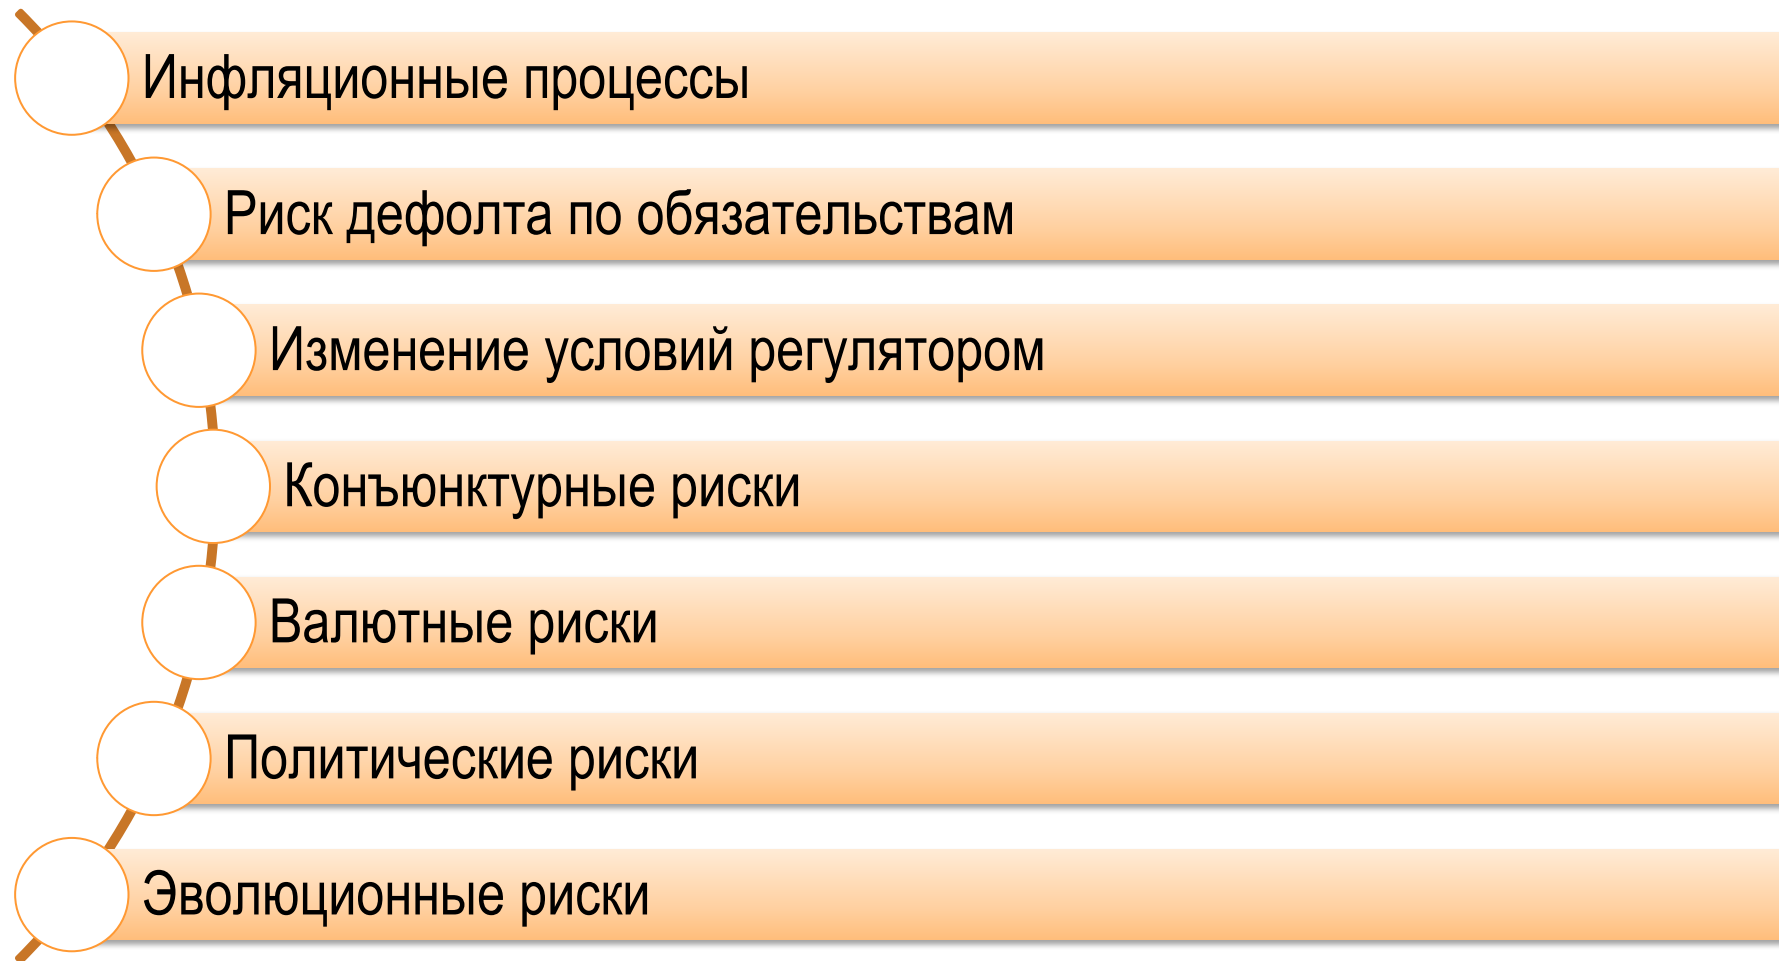 Инфляционные процессы
Риск дефолта по обязательствам
Изменение условий регулятором
Конъюнктурные риски
Валютные риски
Политические риски
Эволюционные риски